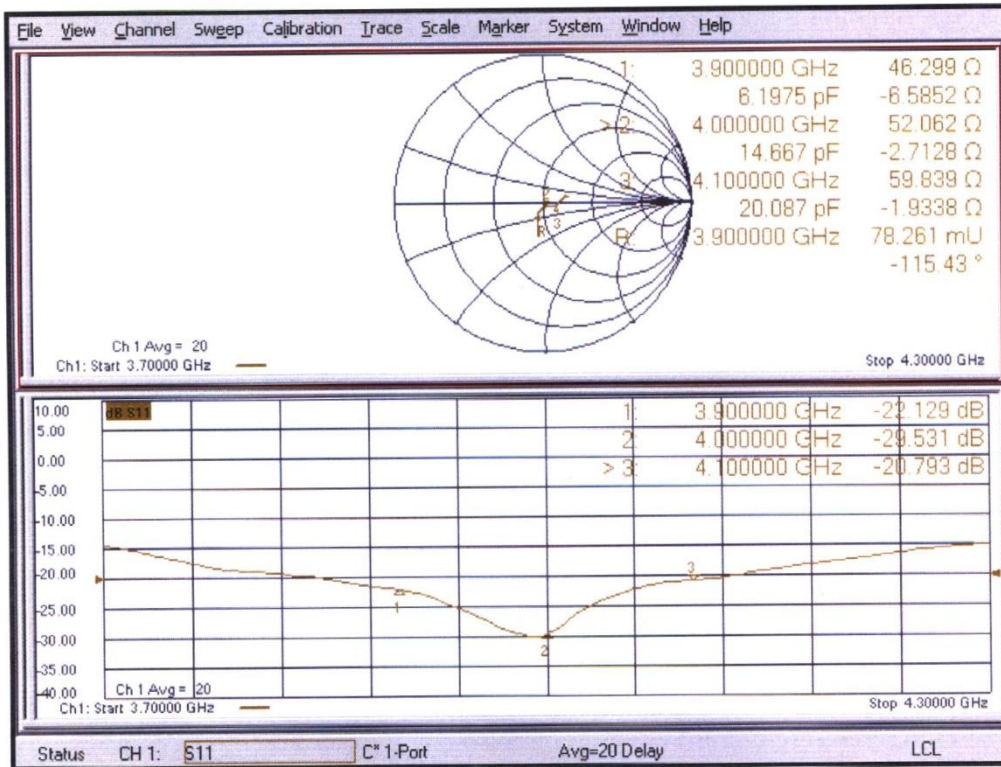 File View Channel Sweep Calibration Trace Scale Marker System Window Help
1: 3.900000 GHz 46.299 Ω
6.1975 pF -6.5852 Ω
> 2: 4.000000 GHz 52.062 Ω
14.667 pF -2.7128 Ω
3: 4.100000 GHz 59.839 Ω
20.087 pF -1.9338 Ω
R: 3.900000 GHz 78.261 mU
-115.43 °
R 3
Ch 1 Avg = 20
Ch1: Start 3.70000 GHz Stop 4.30000 GHz
10.00 dB S11
5.00
0.00
-5.00
-10.00
-15.00
-20.00
-25.00
-30.00
-35.00
-40.00
1: 3.900000 GHz -22.129 dB
2: 4.000000 GHz -29.531 dB
> 3: 4.100000 GHz -20.793 dB
3
1
2
Ch 1 Avg = 20
Ch1: Start 3.70000 GHz Stop 4.30000 GHz
Status CH 1: S11 C* 1-Port Avg=20 Delay LCL